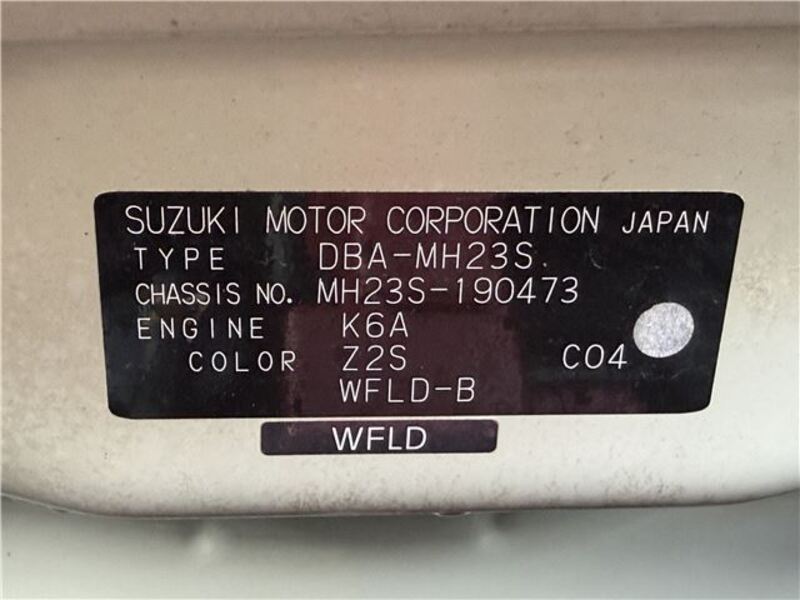 SUZUKI MOTOR CORPORATION JAPAN
TYPE DBA-MH23S
CHASSIS NO. MH23S-190473
ENGINE K6A
COLOR Z2S C04
WFLD-B
WFLD